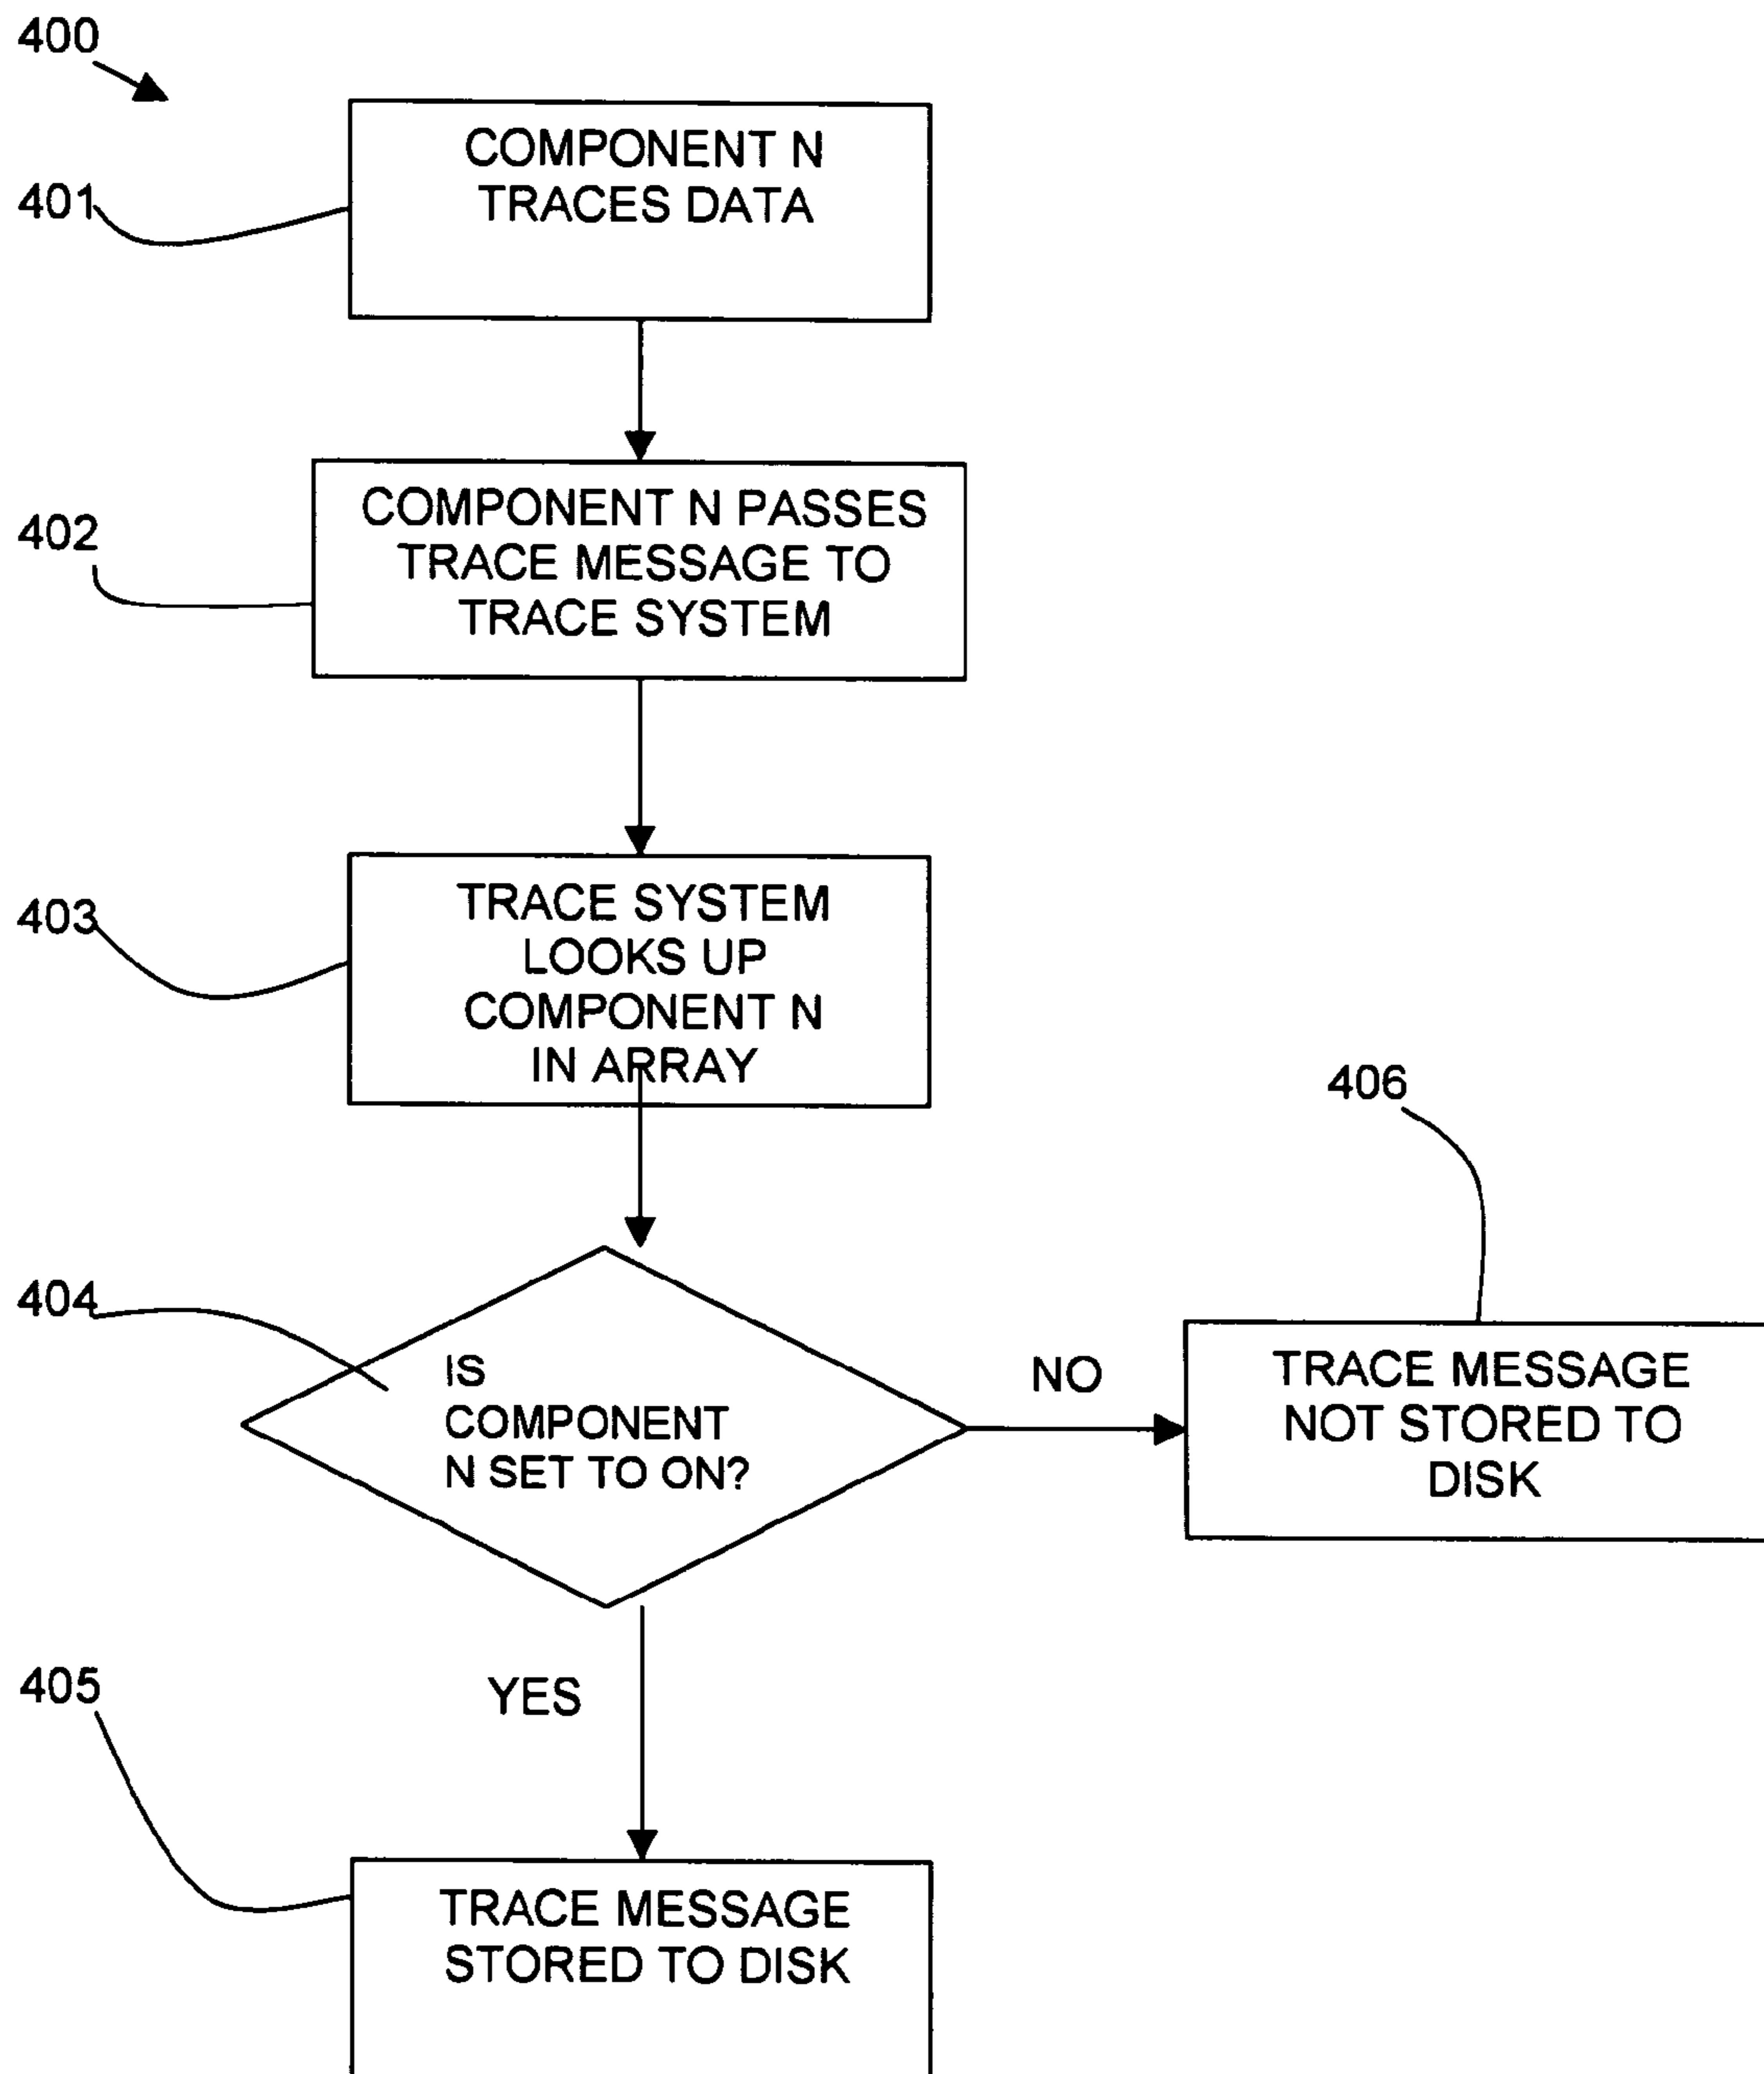 400
COMPONENT N
TRACES DATA
401
COMPONENT N PASSES
TRACE MESSAGE TO
TRACE SYSTEM
402
TRACE SYSTEM
LOOKS UP
COMPONENT N
IN ARRAY
403
406
404
IS
COMPONENT
N SET TO ON?
NO
TRACE MESSAGE
NOT STORED TO
DISK
YES
405
TRACE MESSAGE
STORED TO DISK